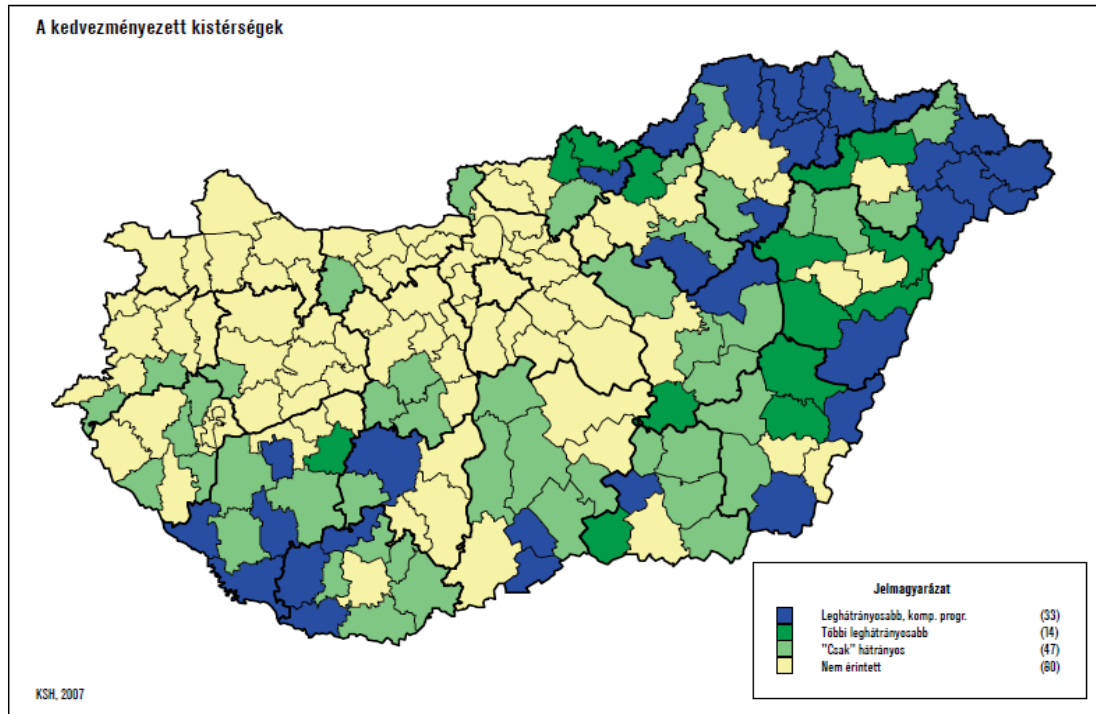 A kedvezményezett kistérségek
Jelmagyarázat
Leghátrányosabb, komp. progr. (33)
Többi leghátrányosabb (14)
"Csak" hátrányos (47)
Nem érintett (80)
KSH, 2007